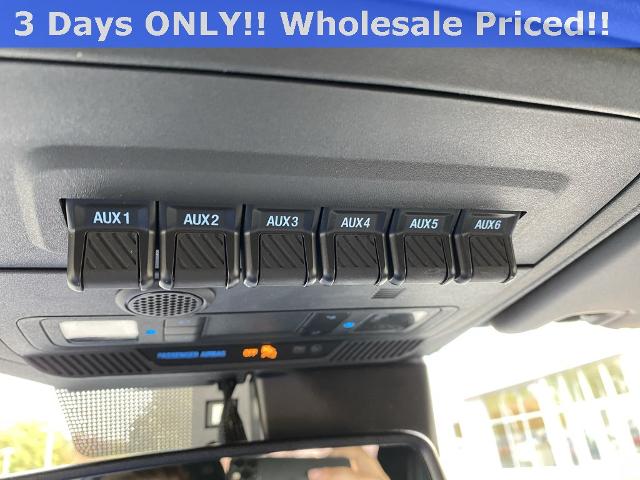 3 Days ONLY!! Wholesale Priced!!
AUX1 AUX2 AUX3 AUX4 AUX5 AUX6
PASSENGER AIRBAG OFF